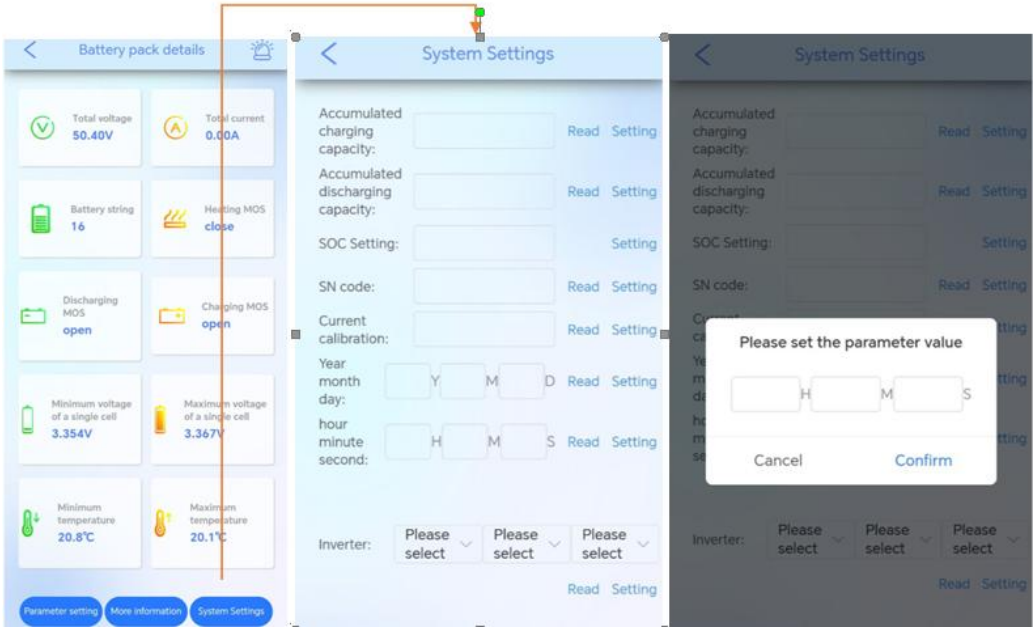 Battery pack details
Total voltage
50.40V
Total current
0.00A
Battery string
16
Heating MOS
close
Discharging
MOS
open
Charging MOS
open
Minimum voltage
of a single cell
3.354V
Maximum voltage
of a single cell
3.367V
Minimum
temperature
20.8℃
Maximum
temperature
20.1℃
Parameter setting
More information
System Settings
System Settings
Accumulated
charging
capacity:
Read Setting
Accumulated
discharging
capacity:
Read Setting
SOC Setting:
Setting
SN code:
Read Setting
Current
calibration:
Read Setting
Year
month
day:
Y M D Read Setting
hour
minute
second:
H M S Read Setting
Inverter:
Please
select
Please
select
Please
select
Read Setting
System Settings
Accumulated
charging
capacity:
Read Setting
Accumulated
discharging
capacity:
Read Setting
SOC Setting:
Setting
SN code:
Read Setting
Please set the parameter value
H M S
Cancel Confirm
Inverter:
Please
select
Please
select
Please
select
Read Setting